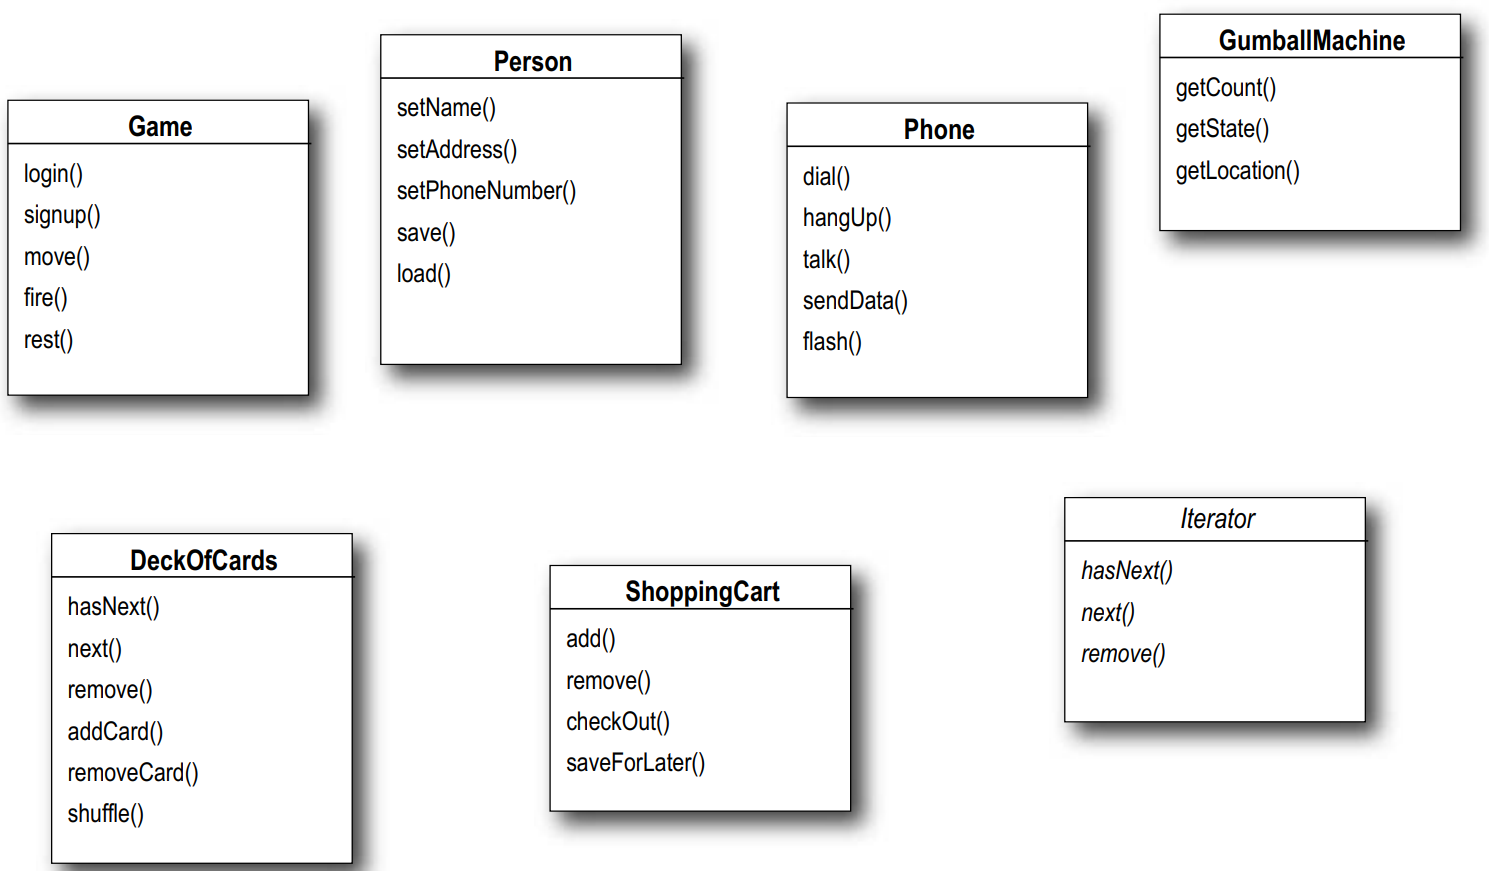 Game
login()
signup()
move()
fire()
rest()
Person
setName()
setAddress()
setPhoneNumber()
save()
load()
Phone
dial()
hangUp()
talk()
sendData()
flash()
GumballMachine
getCount()
getState()
getLocation()
DeckOfCards
hasNext()
next()
remove()
addCard()
removeCard()
shuffle()
ShoppingCart
add()
remove()
checkOut()
saveForLater()
Iterator
hasNext()
next()
remove()